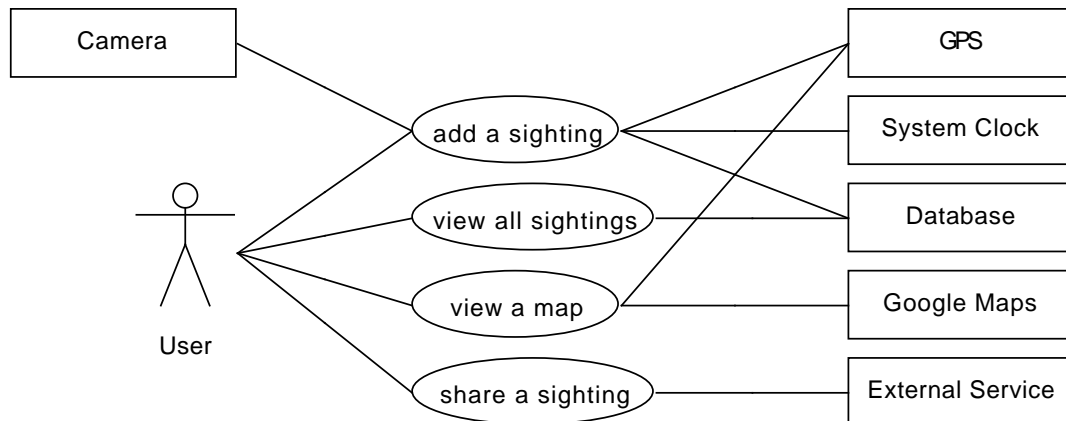 Camera
GPS
add a sighting
System Clock
view all sightings
Database
view a map
Google Maps
User
share a sighting
External Service